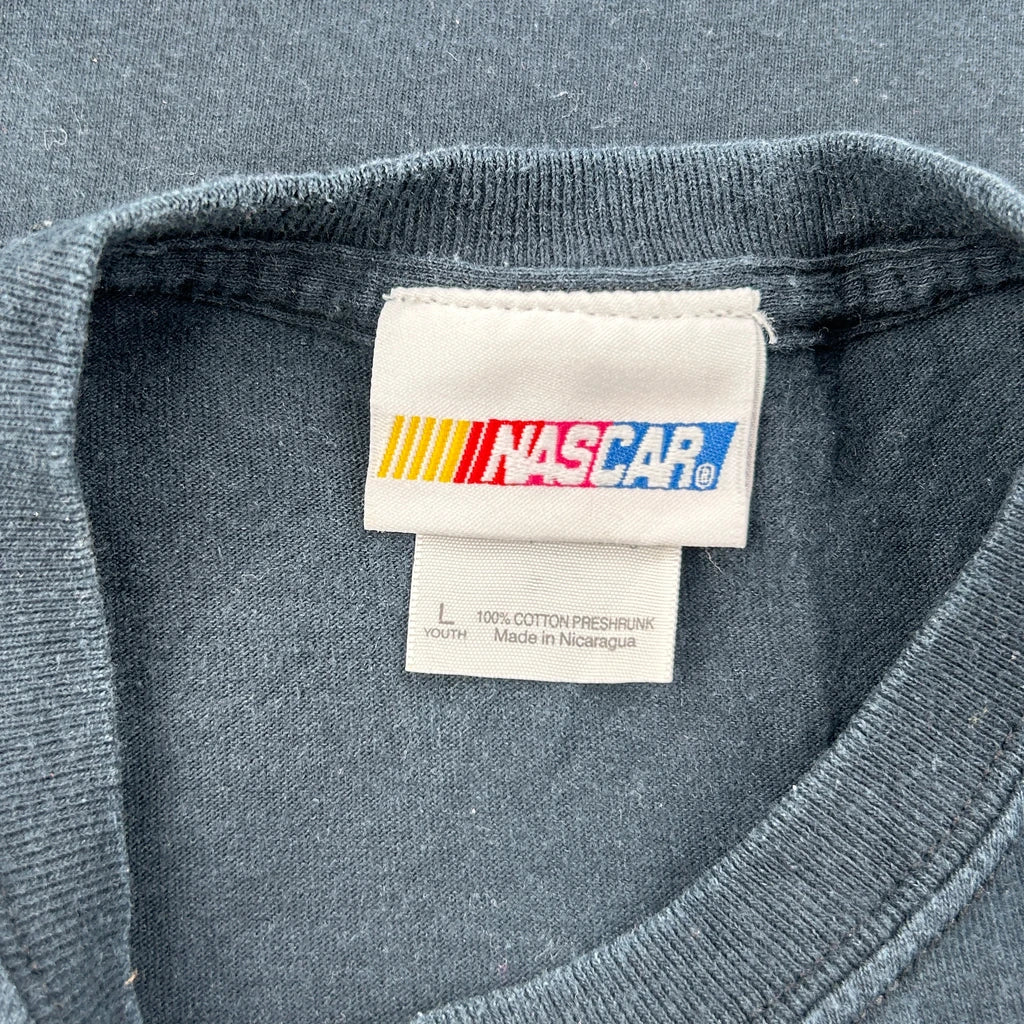 NASCAR®
L 100% COTTON PRESHRUNK
YOUTH Made in Nicaragua